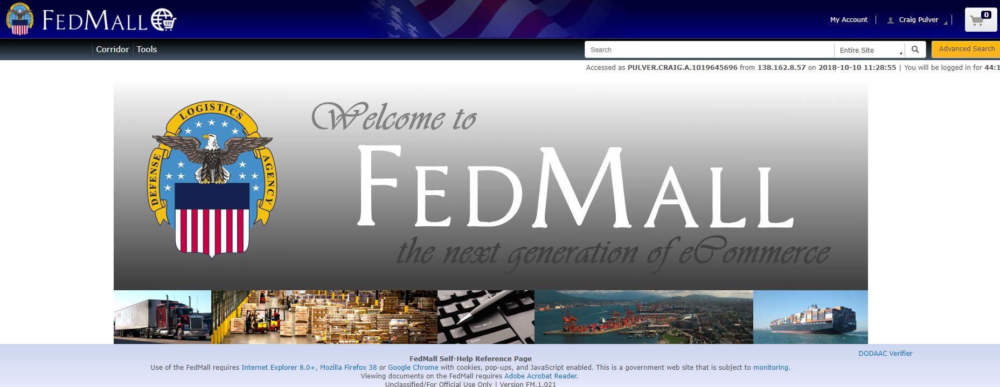 FEDMALL
My Account
Craig Pulver
0
Corridor
Tools
Search
Entire Site
Advanced Search
Accessed as PULVER.CRAIG.A.1019645696 from 138.162.8.57 on 2018-10-10 11:28:55 | You will be logged in for 44:1
DEFENSE LOGISTICS AGENCY
Welcome to
FEDMALL
the next generation of eCommerce
DODAAC Verifier
FedMall Self-Help Reference Page
Use of the FedMall requires Internet Explorer 8.0+, Mozilla Firefox 38 or Google Chrome with cookies, pop-ups, and JavaScript enabled. This is a government web site that is subject to monitoring.
Viewing documents on the FedMall requires Adobe Acrobat Reader.
Unclassified/For Official Use Only | Version FM.1.021